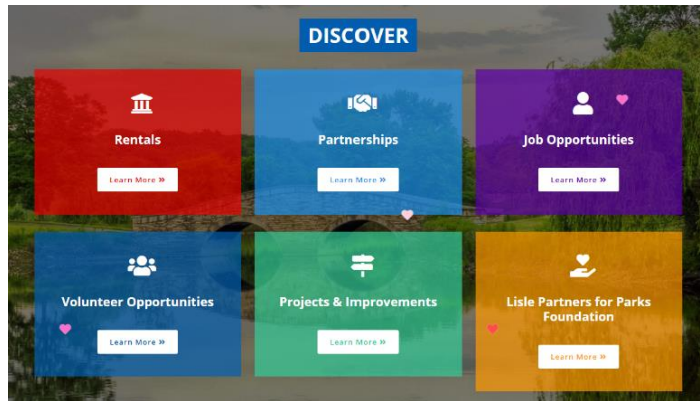 DISCOVER
Rentals
Learn More »
Partnerships
Learn More »
Job Opportunities
Learn More »
Volunteer Opportunities
Learn More »
Projects & Improvements
Learn More »
Lisle Partners for Parks
Foundation
Learn More »